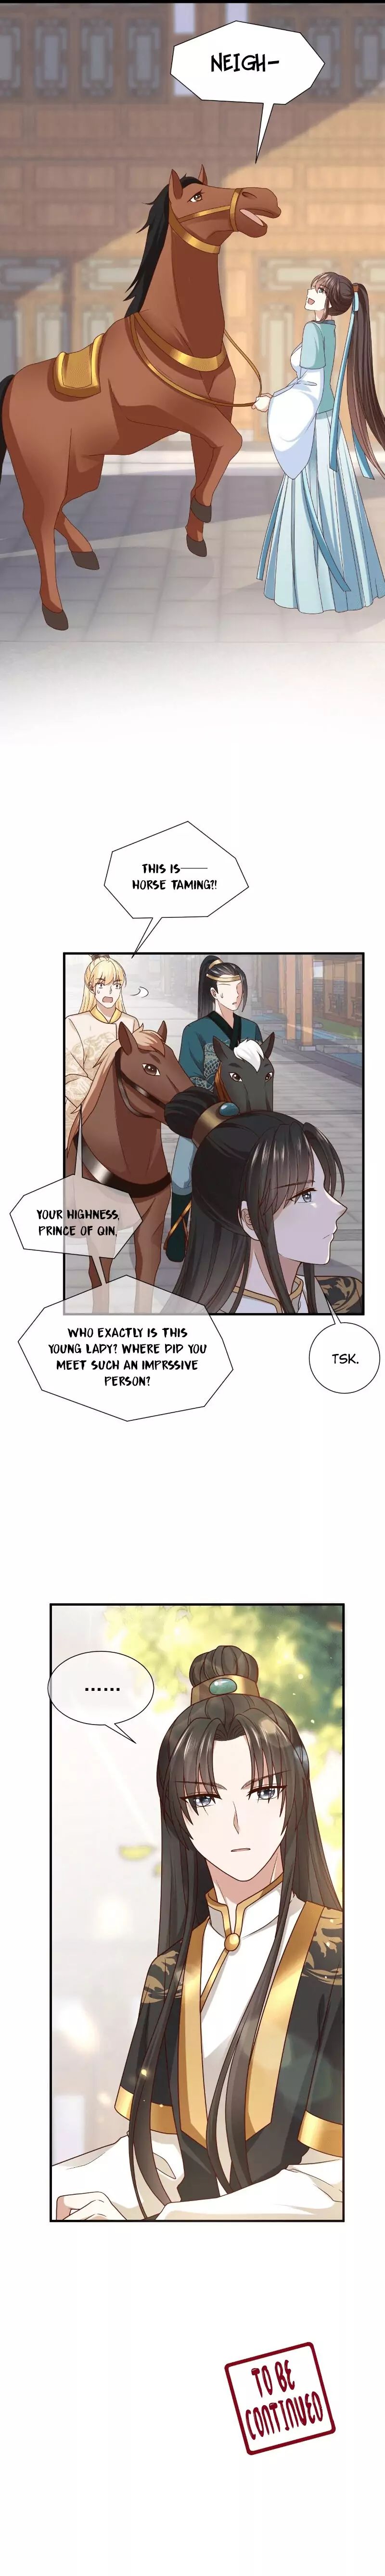 NEIGH-
THIS IS——
HORSE TAMING?!
YOUR HIGHNESS,
PRINCE OF QIN,
WHO EXACTLY IS THIS
YOUNG LADY? WHERE DID YOU
MEET SUCH AN IMPRSSIVE
PERSON?
TSK.
......
TO BE
CONTINUED